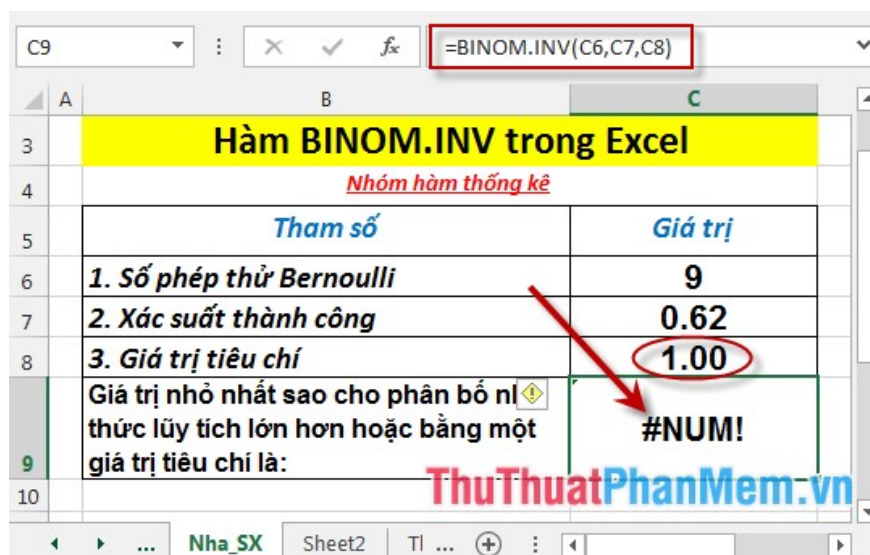 C9 fx =BINOM.INV(C6,C7,C8)
A B C
3 Hàm BINOM.INV trong Excel
4 Nhóm hàm thống kê
5 Tham số Giá trị
6 1. Số phép thử Bernoulli 9
7 2. Xác suất thành công 0.62
8 3. Giá trị tiêu chí 1.00
Giá trị nhỏ nhất sao cho phân bố
thức lũy tích lớn hơn hoặc bằng một #NUM!
9 giá trị tiêu chí là:
ThuThuatPhanMem.vn
10
... Nha_SX Sheet2 Tl ...